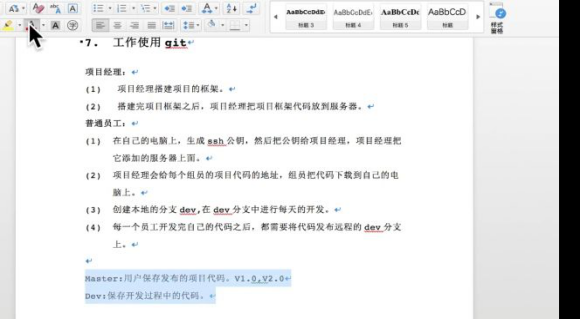 AaBbCcDdD
AaBbCcDdE
AaBbCcDc
AaBbCcD
标题 3
标题 4
标题 5
标题
样式
窗格
7. 工作使用 git
项目经理：
(1) 项目经理搭建项目的框架。
(2) 搭建完项目框架之后，项目经理把项目框架代码放到服务器。
普通员工：
(1) 在自己的电脑上，生成 ssh 公钥，然后把公钥给项目经理，项目经理把
它添加的服务器上面。
(2) 项目经理会给每个组员的项目代码的地址，组员把代码下载到自己的电
脑上。
(3) 创建本地的分支 dev,在 dev 分支中进行每天的开发。
(4) 每一个员工开发完自己的代码之后，都需要将代码发布远程的 dev 分支
上。
Master:用户保存发布的项目代码。V1.0,V2.0
Dev:保存开发过程中的代码。